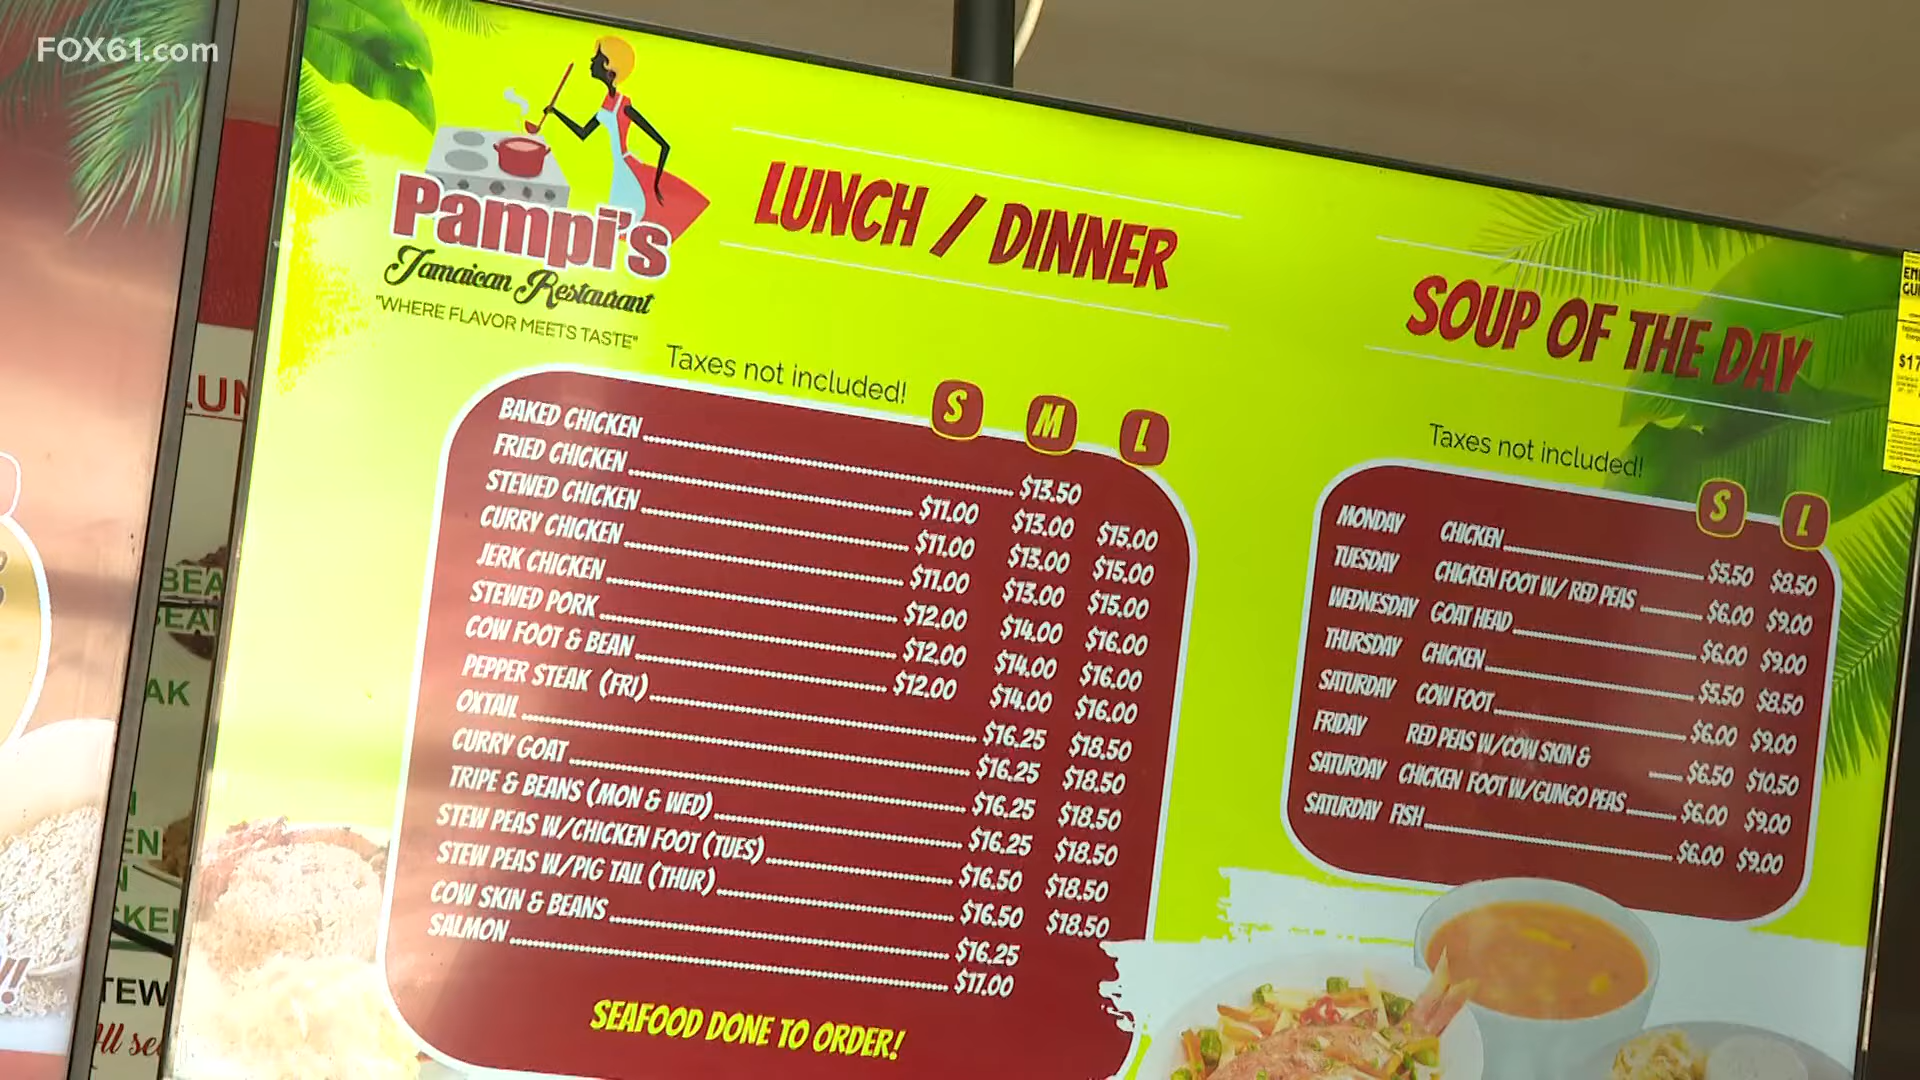 FOX61.com
Pampi's
Jamaican Restaurant
"WHERE FLAVOR MEETS TASTE"
LUNCH / DINNER
Taxes not included!
S M L
BAKED CHICKEN $13.50
FRIED CHICKEN $11.00 $13.00 $15.00
STEWED CHICKEN $11.00 $13.00 $15.00
CURRY CHICKEN $11.00 $13.00 $15.00
JERK CHICKEN $12.00 $14.00 $16.00
STEWED PORK $12.00 $14.00 $16.00
COW FOOT & BEAN $12.00 $14.00 $16.00
PEPPER STEAK (FRI) $16.25 $18.50
OXTAIL $16.25 $18.50
CURRY GOAT $16.25 $18.50
TRIPE & BEANS (MON & WED) $16.25 $18.50
STEW PEAS W/CHICKEN FOOT (TUES) $16.50 $18.50
STEW PEAS W/PIG TAIL (THUR) $16.50 $18.50
COW SKIN & BEANS $16.25
SALMON $17.00
SEAFOOD DONE TO ORDER!
SOUP OF THE DAY
Taxes not included!
S L
MONDAY CHICKEN $5.50 $8.50
TUESDAY CHICKEN FOOT W/ RED PEAS $6.00 $9.00
WEDNESDAY GOAT HEAD $6.00 $9.00
THURSDAY CHICKEN $5.50 $8.50
SATURDAY COW FOOT $6.00 $9.00
FRIDAY RED PEAS W/COW SKIN & $6.50 $10.50
SATURDAY CHICKEN FOOT W/GUNGO PEAS $6.00 $9.00
SATURDAY FISH $6.00 $9.00